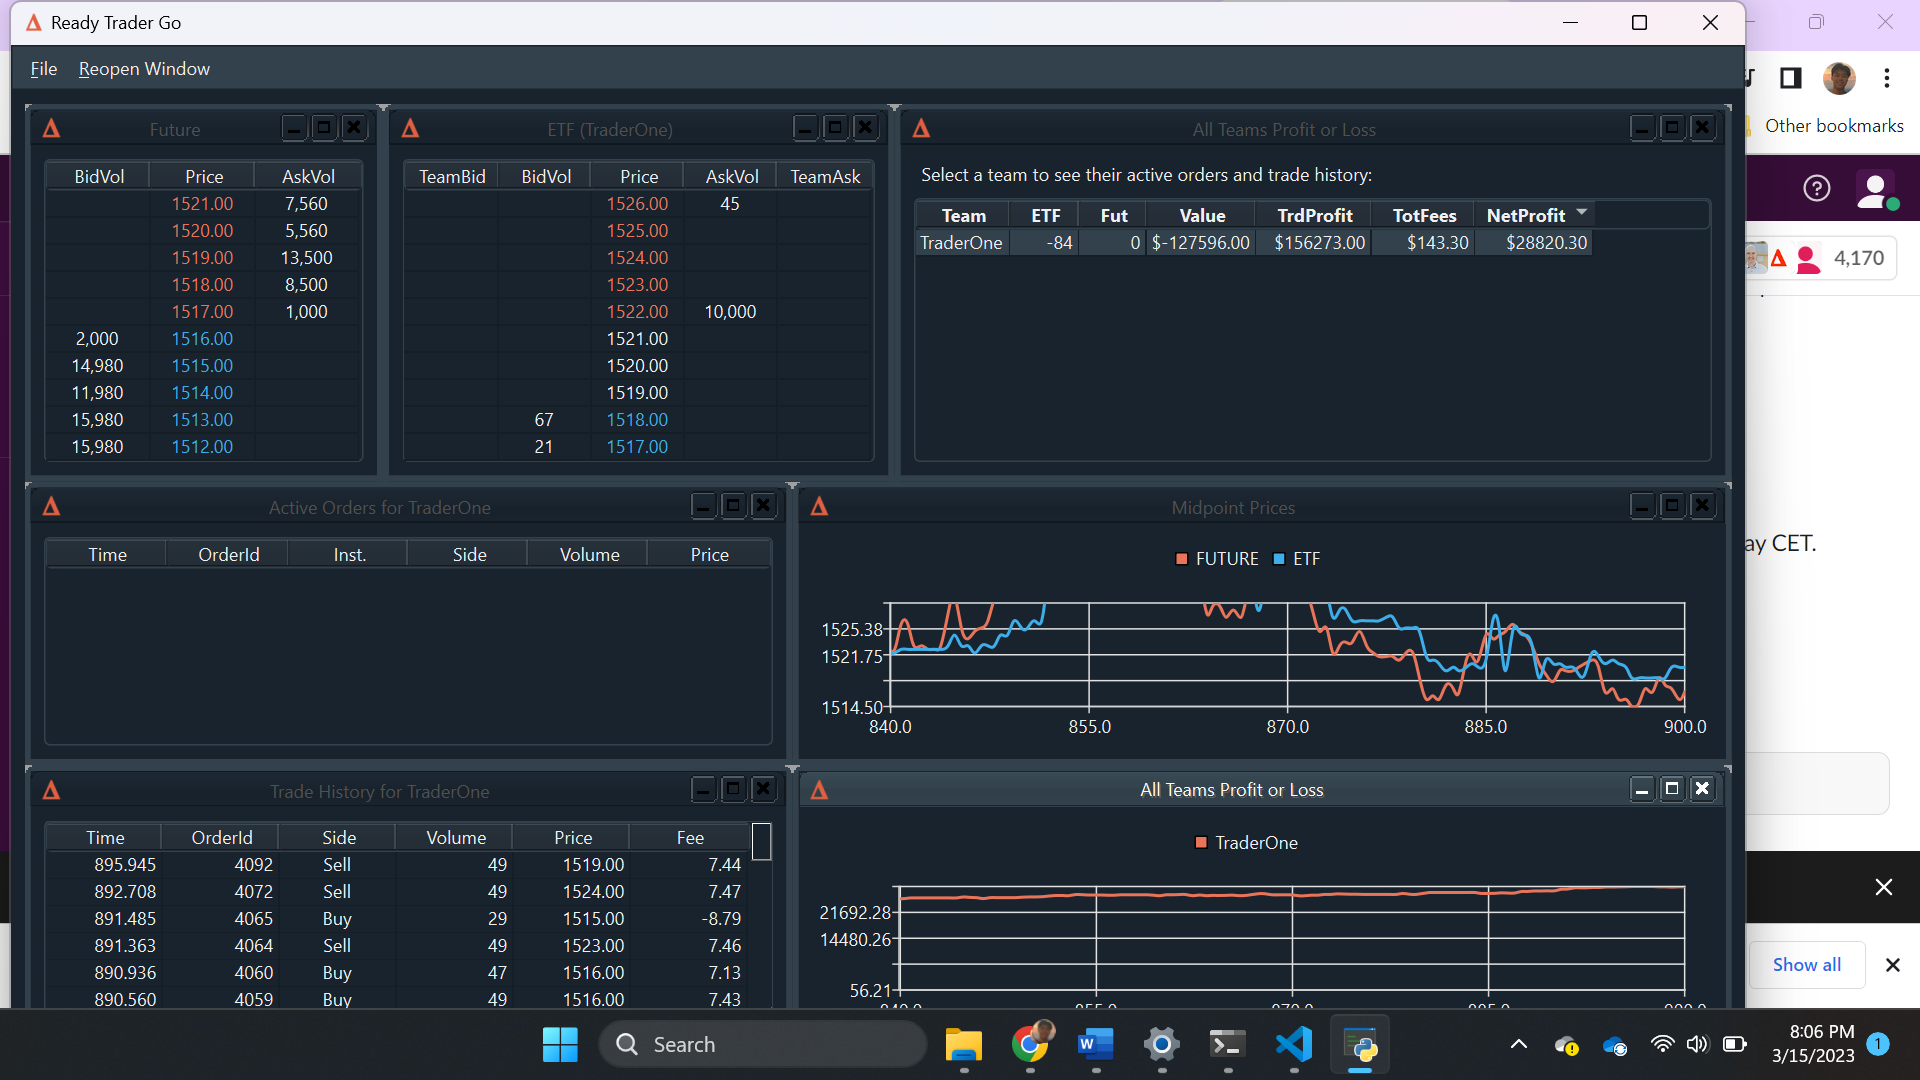 Ready Trader Go
File Reopen Window
Future
BidVol Price AskVol
1521.00 7,560
1520.00 5,560
1519.00 13,500
1518.00 8,500
1517.00 1,000
2,000 1516.00
14,980 1515.00
11,980 1514.00
15,980 1513.00
15,980 1512.00
ETF (TraderOne)
TeamBid BidVol Price AskVol TeamAsk
1526.00 45
1525.00
1524.00
1523.00
1522.00 10,000
1521.00
1520.00
1519.00
67 1518.00
21 1517.00
All Teams Profit or Loss
Select a team to see their active orders and trade history:
Team ETF Fut Value TrdProfit TotFees NetProfit
TraderOne -84 0 $-127596.00 $156273.00 $143.30 $28820.30
Other bookmarks
4,170
ay CET.
Active Orders for TraderOne
Time OrderId Inst. Side Volume Price
Midpoint Prices
FUTURE ETF
1525.38
1521.75
1514.50
840.0 855.0 870.0 885.0 900.0
Trade History for TraderOne
Time OrderId Side Volume Price Fee
895.945 4092 Sell 49 1519.00 7.44
892.708 4072 Sell 49 1524.00 7.47
891.485 4065 Buy 29 1515.00 -8.79
891.363 4064 Sell 49 1523.00 7.46
890.936 4060 Buy 47 1516.00 7.13
890.560 4059 Buy 49 1516.00 7.43
All Teams Profit or Loss
TraderOne
21692.28
14480.26
56.21
840.0 855.0 870.0 885.0 900.0
Show all
Search
8:06 PM
3/15/2023
1